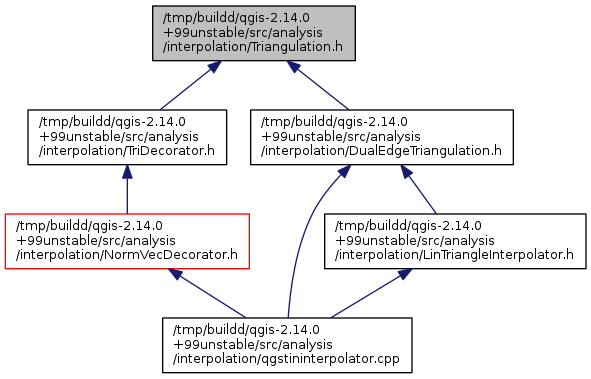 /tmp/buildd/qgis-2.14.0
+99unstable/src/analysis
/interpolation/Triangulation.h
/tmp/buildd/qgis-2.14.0
+99unstable/src/analysis
/interpolation/TriDecorator.h
/tmp/buildd/qgis-2.14.0
+99unstable/src/analysis
/interpolation/DualEdgeTriangulation.h
/tmp/buildd/qgis-2.14.0
+99unstable/src/analysis
/interpolation/NormVecDecorator.h
/tmp/buildd/qgis-2.14.0
+99unstable/src/analysis
/interpolation/LinTriangleInterpolator.h
/tmp/buildd/qgis-2.14.0
+99unstable/src/analysis
/interpolation/qgstininterpolator.cpp